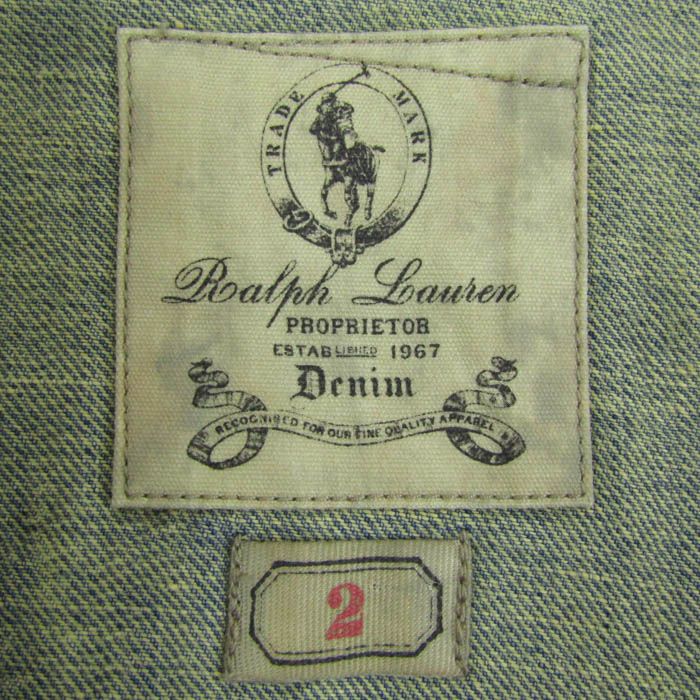 TRADE MARK
Ralph Lauren
PROPRIETOR
ESTABLISHED 1967
Denim
RECOGNISED FOR OUR FINE QUALITY APPAREL
2